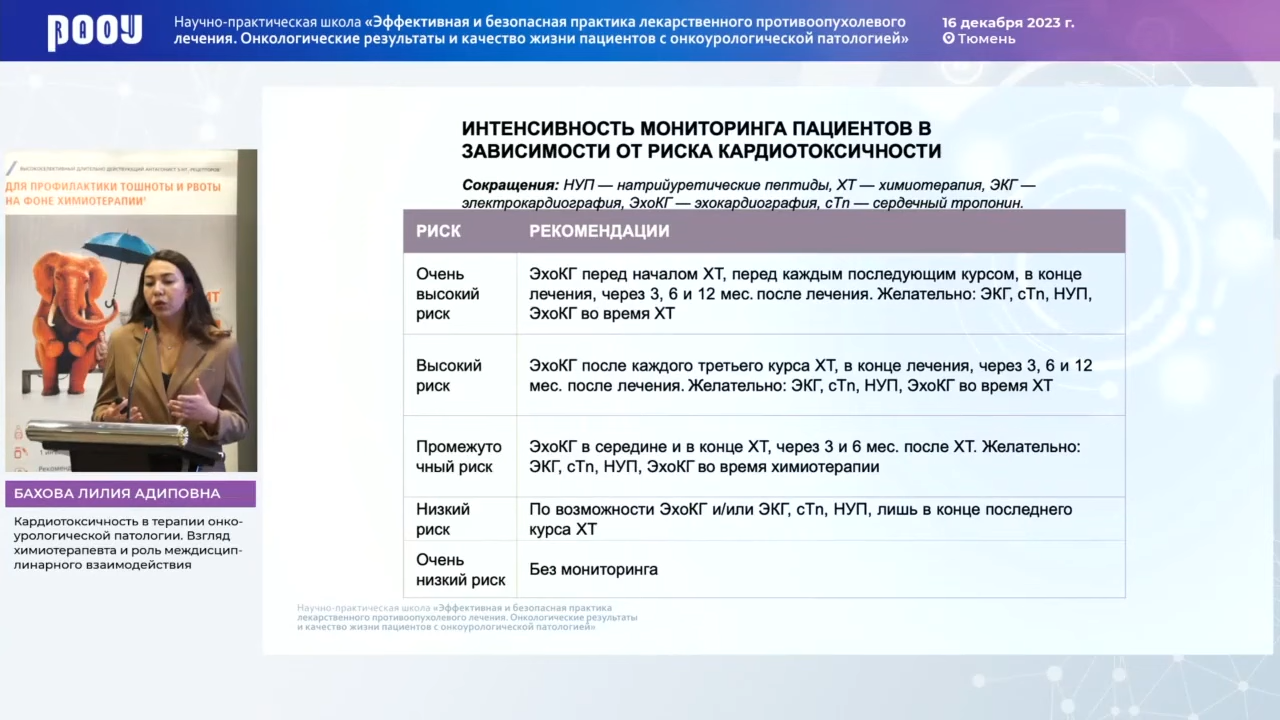 РООУ
RAOU
Научно-практическая школа «Эффективная и безопасная практика лекарственного противоопухолевого
лечения. Онкологические результаты и качество жизни пациентов с онкоурологической патологией»
16 декабря 2023 г.
Тюмень
ВЫСОКОСЕЛЕКТИВНЫЙ ДЛИТЕЛЬНО ДЕЙСТВУЮЩИЙ АНТАГОНИСТ
ДЛЯ ПРОФИЛАКТИКИ ТОШНОТЫ И РВОТЫ
НА ФОНЕ ХИМИОТЕРАПИИ¹
БАХОВА ЛИЛИЯ АДИПОВНА
Кардиотоксичность в терапии онко-
урологической патологии. Взгляд
химиотерапевта и роль междисцип-
линарного взаимодействия
ИНТЕНСИВНОСТЬ МОНИТОРИНГА ПАЦИЕНТОВ В
ЗАВИСИМОСТИ ОТ РИСКА КАРДИОТОКСИЧНОСТИ
Сокращения: НУП — натрийуретические пептиды, ХТ — химиотерапия, ЭКГ —
электрокардиография, ЭхоКГ — эхокардиография, сTn — сердечный тропонин.
РИСК РЕКОМЕНДАЦИИ
Очень
высокий
риск
ЭхоКГ перед началом ХТ, перед каждым последующим курсом, в конце
лечения, через 3, 6 и 12 мес. после лечения. Желательно: ЭКГ, сTn, НУП,
ЭхоКГ во время ХТ
Высокий
риск
ЭхоКГ после каждого третьего курса ХТ, в конце лечения, через 3, 6 и 12
мес. после лечения. Желательно: ЭКГ, сTn, НУП, ЭхоКГ во время ХТ
Промежуто
чный риск
ЭхоКГ в середине и в конце ХТ, через 3 и 6 мес. после ХТ. Желательно:
ЭКГ, сTn, НУП, ЭхоКГ во время химиотерапии
Низкий
риск
По возможности ЭхоКГ и/или ЭКГ, сTn, НУП, лишь в конце последнего
курса ХТ
Очень
низкий риск
Без мониторинга
Научно-практическая школа «Эффективная и безопасная практика
лекарственного противоопухолевого лечения. Онкологические результаты
и качество жизни пациентов с онкоурологической патологией»